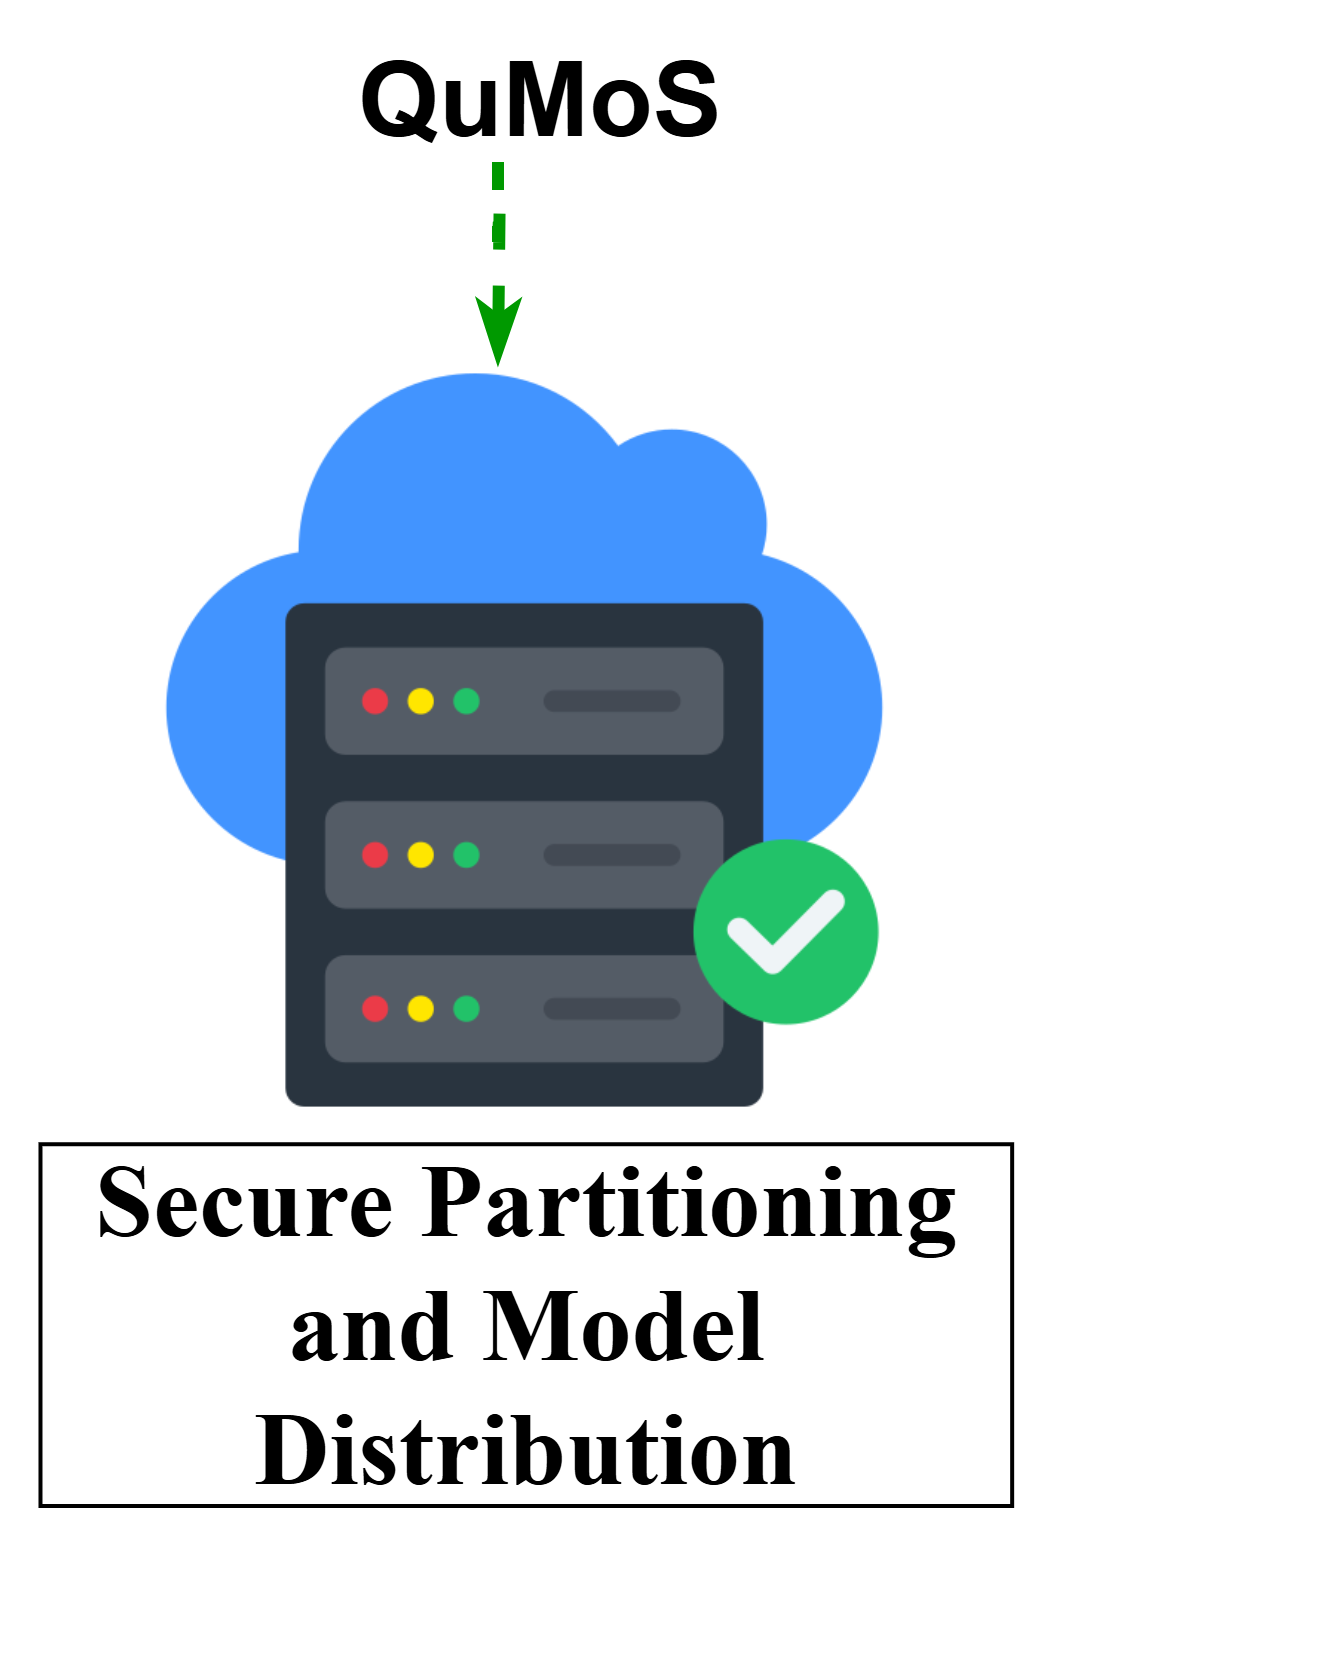 QuMoS
Secure Partitioning
and Model
Distribution